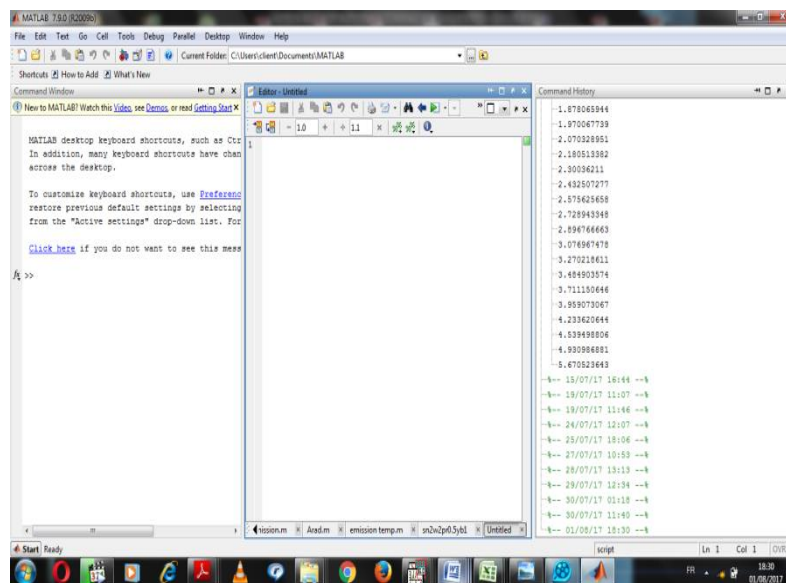 MATLAB 7.9.0 (R2009b)
File Edit Text Go Cell Tools Debug Parallel Desktop Window Help
Current Folder: C:\Users\client\Documents\MATLAB
Shortcuts How to Add What's New
Command Window
New to MATLAB? Watch this Video, see Demos, or read Getting Start
MATLAB desktop keyboard shortcuts, such as Ctr
In addition, many keyboard shortcuts have chan
across the desktop.
To customize keyboard shortcuts, use Preferenc
restore previous default settings by selecting
from the "Active settings" drop-down list. For
Click here if you do not want to see this mess
fx >>
Editor - Untitled
1.0 1.1
1
nission.m Arad.m emission temp.m sn2w2pr0.5yb1 Untitled
Command History
1.878065944
1.970067739
2.070328951
2.180513382
2.30036211
2.432507277
2.575625658
2.728943348
2.896766663
3.076967478
3.270218611
3.484903574
3.711150646
3.959073067
4.233620644
4.539498806
4.930986881
5.670523643
%-- 15/07/17 16:44 --%
%-- 19/07/17 11:07 --%
%-- 19/07/17 11:46 --%
%-- 24/07/17 12:07 --%
%-- 25/07/17 18:06 --%
%-- 27/07/17 10:53 --%
%-- 28/07/17 13:13 --%
%-- 29/07/17 12:34 --%
%-- 30/07/17 01:18 --%
%-- 30/07/17 11:40 --%
%-- 01/08/17 18:30 --%
Start Ready
script Ln 1 Col 1 OVR
FR 18:30
01/08/2017